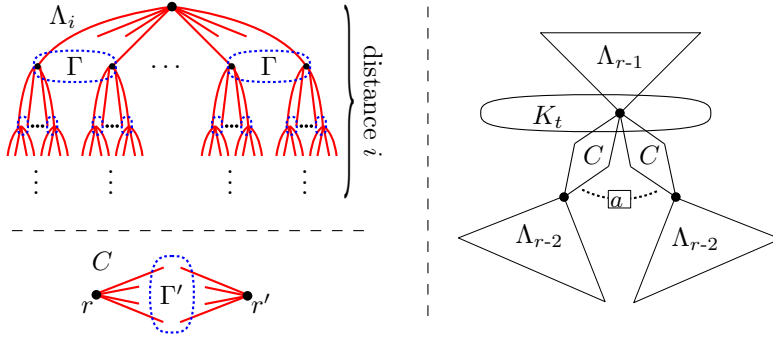 Λ_i
Γ
Γ
...
distance i
C
r
Γ′
r′
Λ_{r-1}
K_t
C
C
a
Λ_{r-2}
Λ_{r-2}